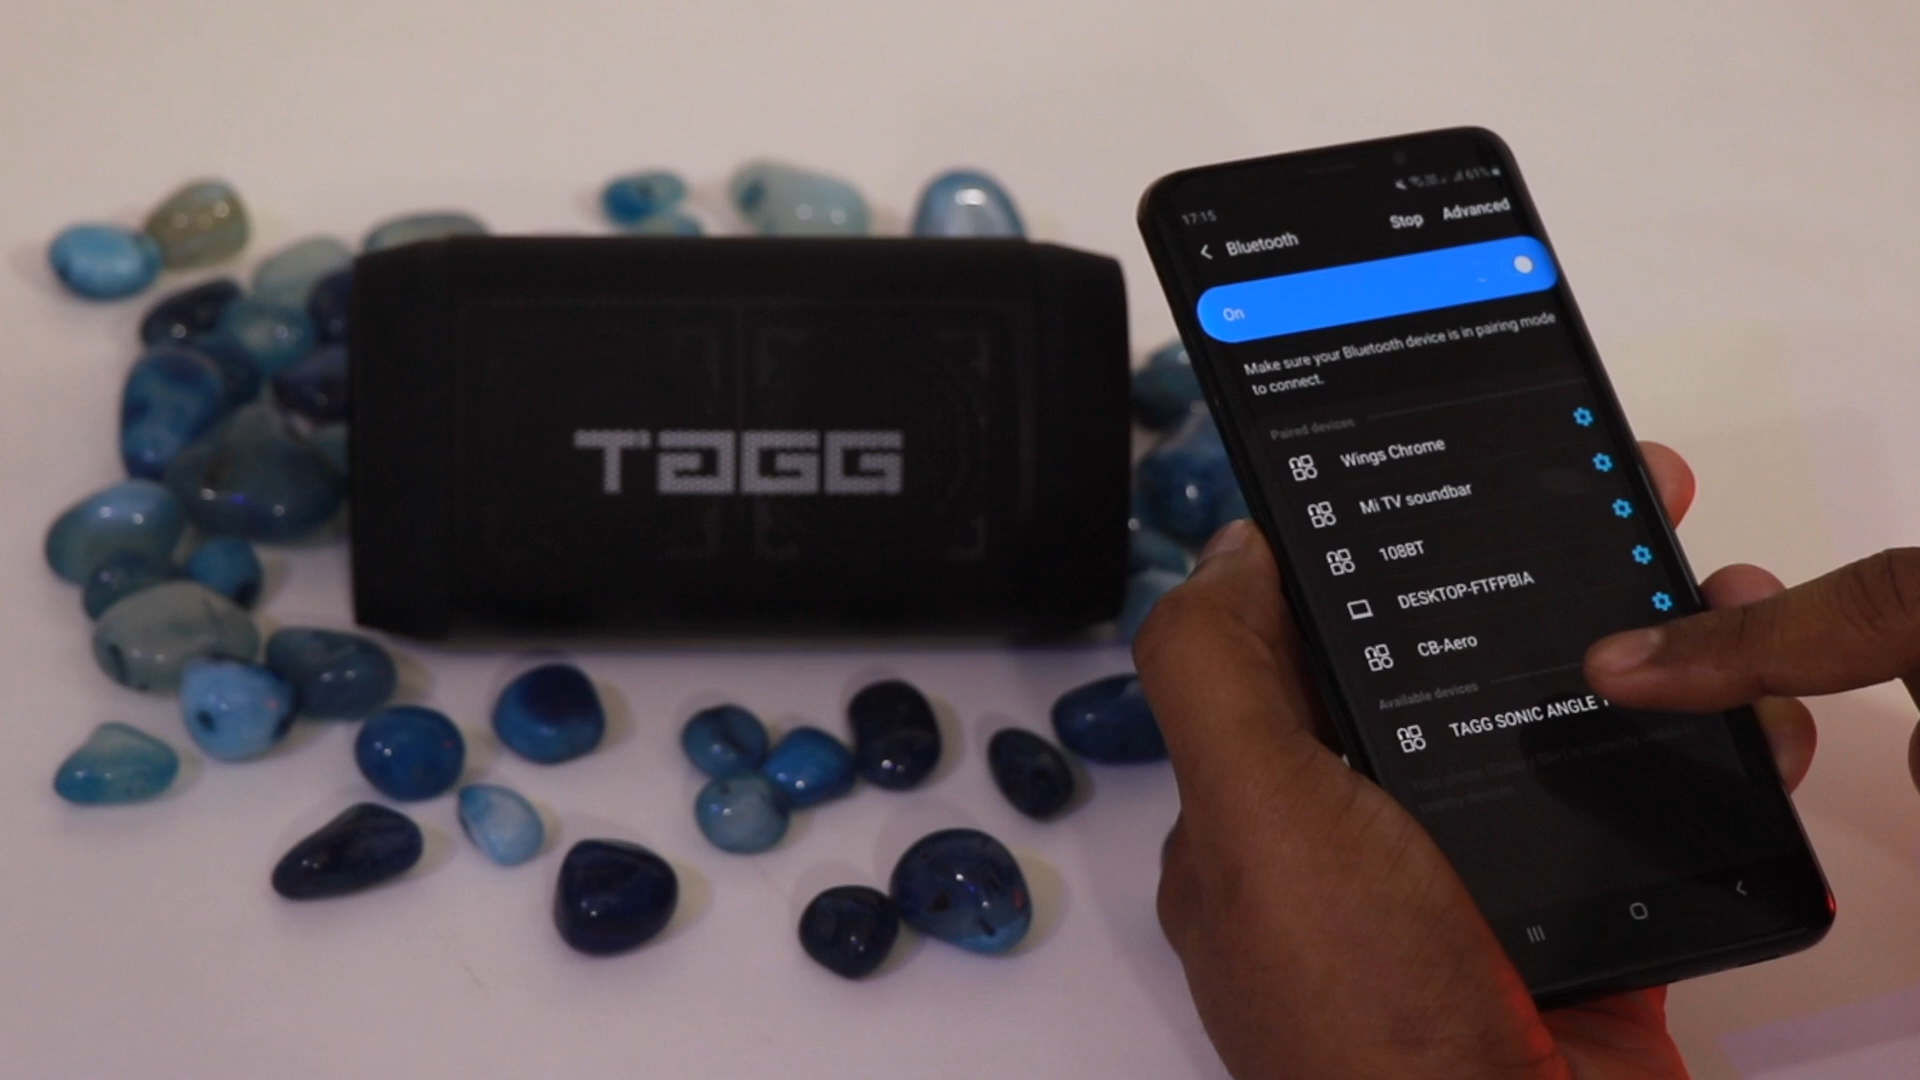 TAGG
17:15
61%
Bluetooth
Stop
Advanced
On
Make sure your Bluetooth device is in pairing mode
to connect.
Paired devices
Wings Chrome
Mi TV soundbar
108BT
DESKTOP-FTFPBIA
CB-Aero
Available devices
TAGG SONIC ANGLE